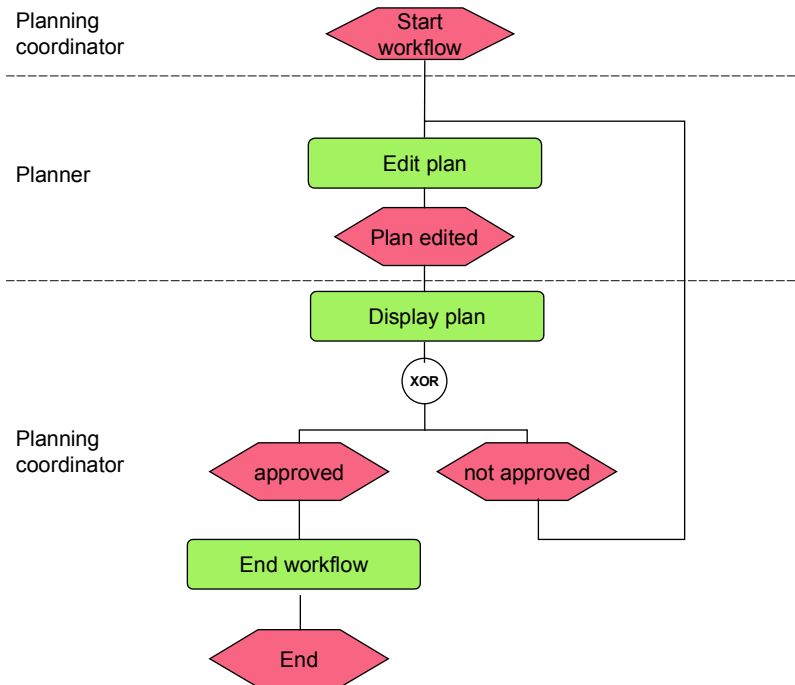 Planning
coordinator
Start
workflow
Planner
Edit plan
Plan edited
Display plan
XOR
Planning
coordinator
approved
not approved
End workflow
End